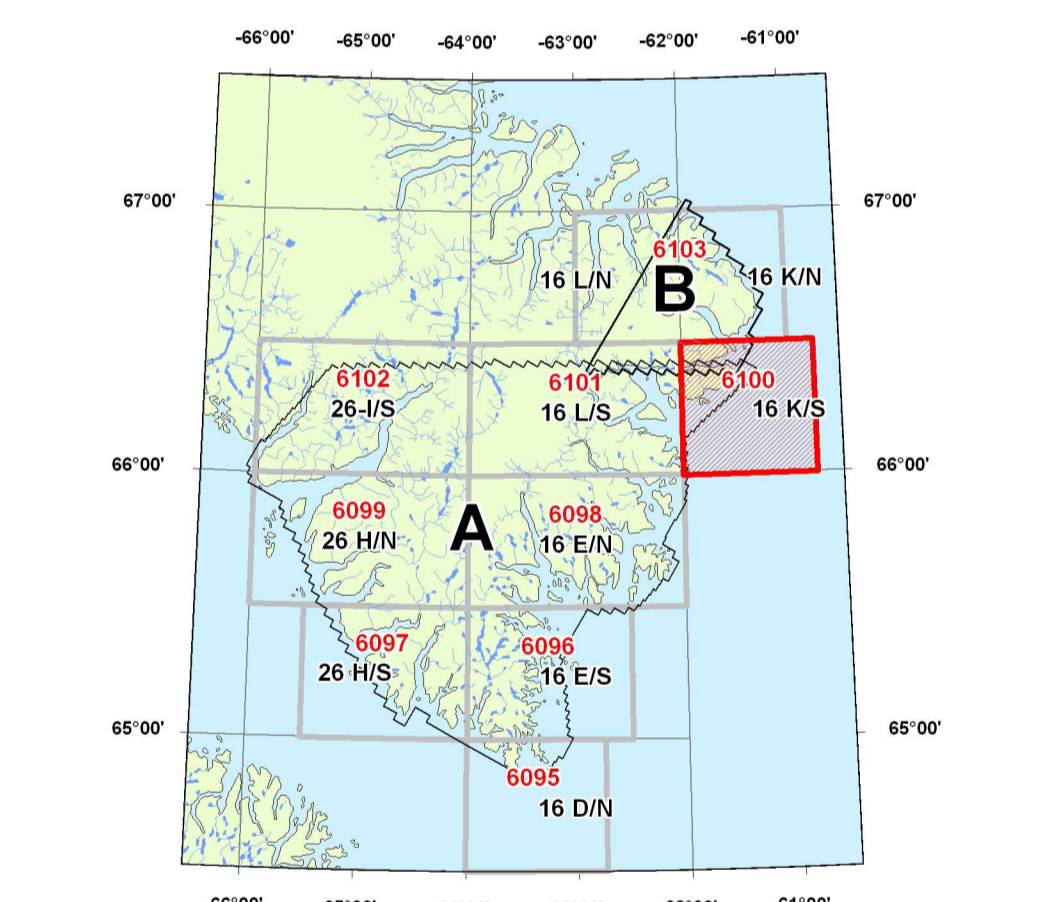 -66°00' -65°00' -64°00' -63°00' -62°00' -61°00'
67°00' 67°00'
6103
16 L/N B 16 K/N
6102 6101 6100
26-I/S 16 L/S 16 K/S
66°00' 66°00'
6099 A 6098
26 H/N 16 E/N
6097 6096
26 H/S 16 E/S
65°00' 65°00'
6095
16 D/N